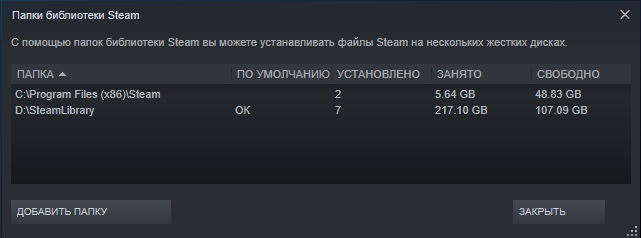 Папки библиотеки Steam
С помощью папок библиотеки Steam вы можете устанавливать файлы Steam на нескольких жестких дисках.
ПАПКА ПО УМОЛЧАНИЮ УСТАНОВЛЕНО ЗАНЯТО СВОБОДНО
C:\Program Files (x86)\Steam 2 5.64 GB 48.83 GB
D:\SteamLibrary ОК 7 217.10 GB 107.09 GB
ДОБАВИТЬ ПАПКУ ЗАКРЫТЬ